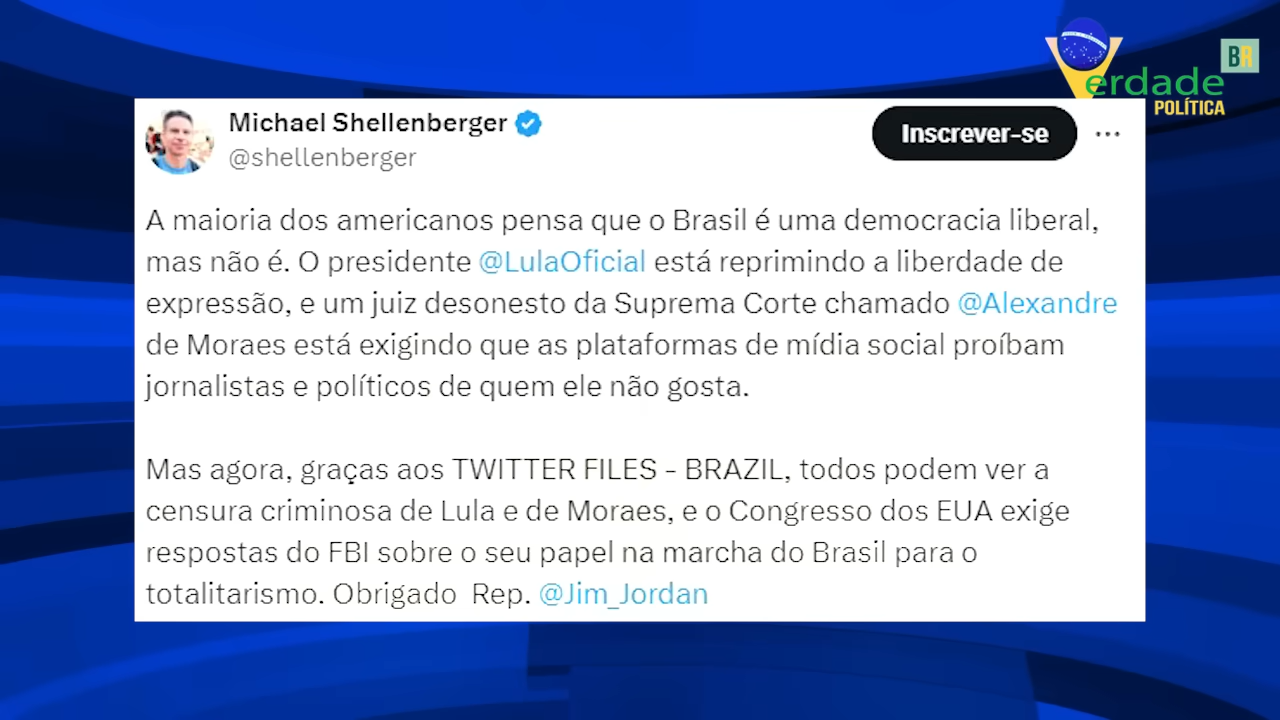 Verdade
BR
POLÍTICA
Michael Shellenberger
@shellenberger
Inscrever-se
A maioria dos americanos pensa que o Brasil é uma democracia liberal,
mas não é. O presidente @LulaOficial está reprimindo a liberdade de
expressão, e um juiz desonesto da Suprema Corte chamado @Alexandre
de Moraes está exigindo que as plataformas de mídia social proíbam
jornalistas e políticos de quem ele não gosta.
Mas agora, graças aos TWITTER FILES - BRAZIL, todos podem ver a
censura criminosa de Lula e de Moraes, e o Congresso dos EUA exige
respostas do FBI sobre o seu papel na marcha do Brasil para o
totalitarismo. Obrigado  Rep. @Jim_Jordan